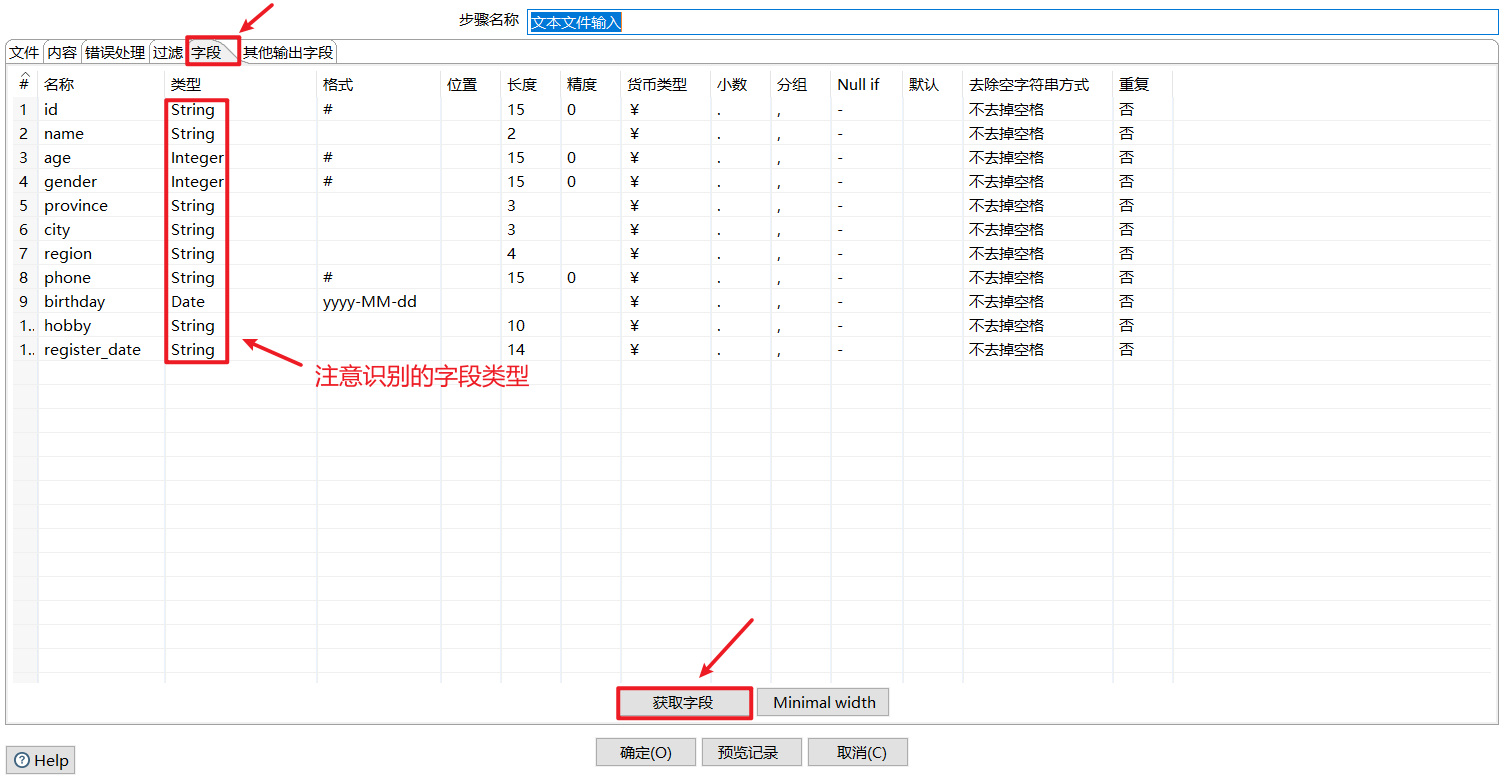 步骤名称 文本文件输入
文件 内容 错误处理 过滤 字段 其他输出字段
# 名称 类型 格式 位置 长度 精度 货币类型 小数 分组 Null if 默认 去除空字符串方式 重复
1 id String # 15 0 ¥ . , - 不去掉空格 否
2 name String 2 ¥ . , - 不去掉空格 否
3 age Integer # 15 0 ¥ . , - 不去掉空格 否
4 gender Integer # 15 0 ¥ . , - 不去掉空格 否
5 province String 3 ¥ . , - 不去掉空格 否
6 city String 3 ¥ . , - 不去掉空格 否
7 region String 4 ¥ . , - 不去掉空格 否
8 phone String # 15 0 ¥ . , - 不去掉空格 否
9 birthday Date yyyy-MM-dd ¥ . , - 不去掉空格 否
1.. hobby String 10 ¥ . , - 不去掉空格 否
1.. register_date String 14 ¥ . , - 不去掉空格 否
注意识别的字段类型
获取字段 Minimal width
确定(O) 预览记录 取消(C)
Help